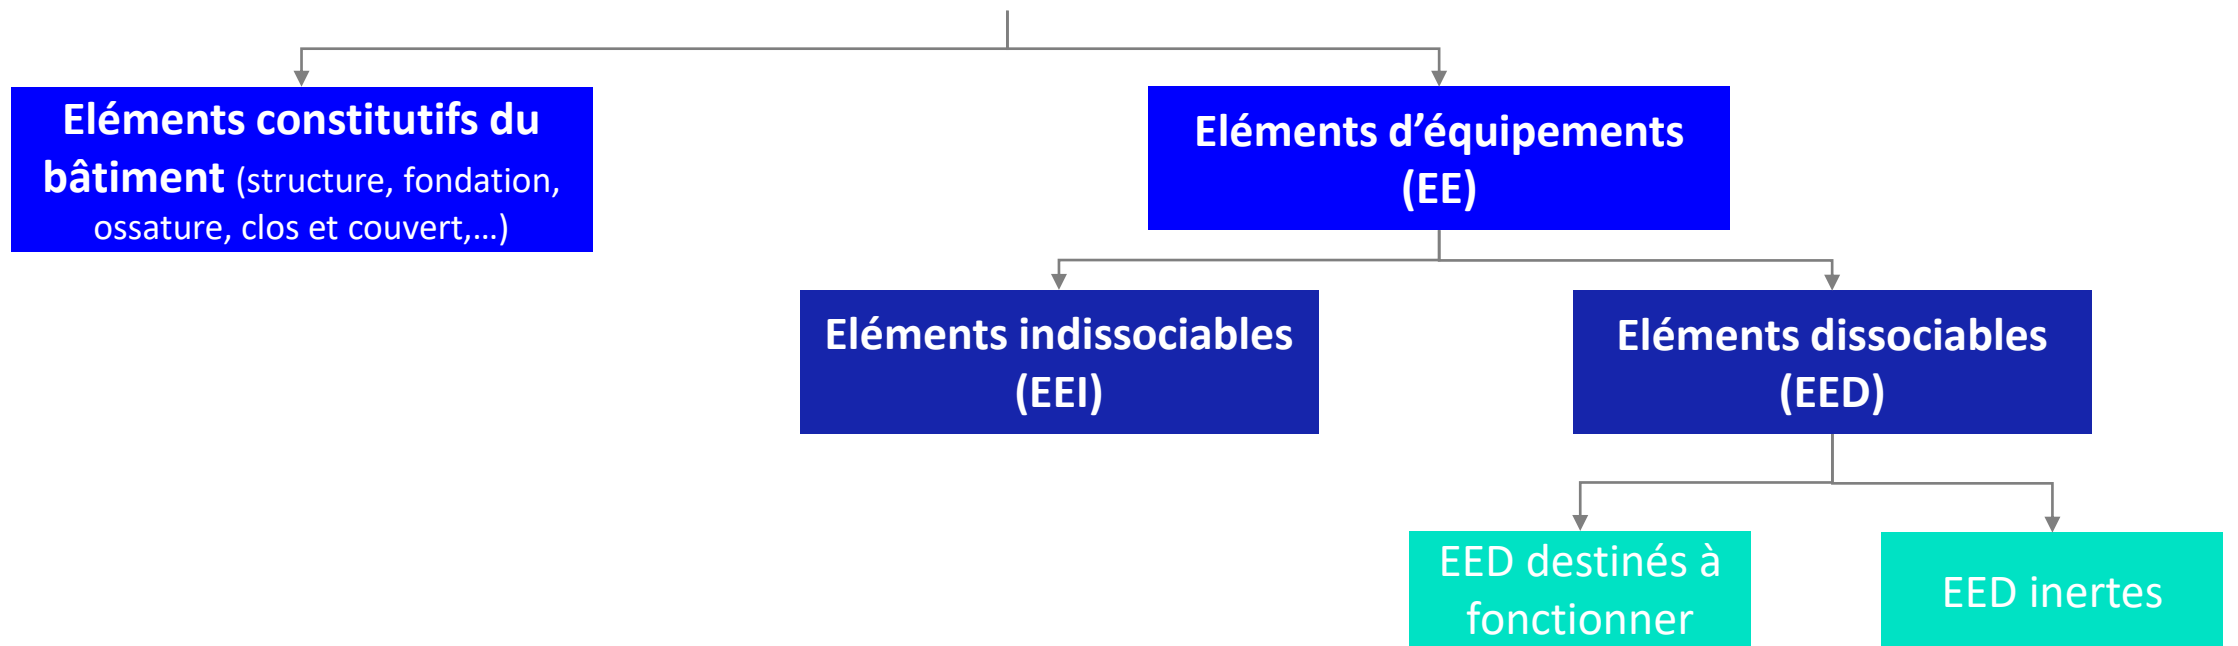 Eléments constitutifs du
bâtiment (structure, fondation,
ossature, clos et couvert,...)
Eléments d’équipements
(EE)
Eléments indissociables
(EEI)
Eléments dissociables
(EED)
EED destinés à
fonctionner
EED inertes